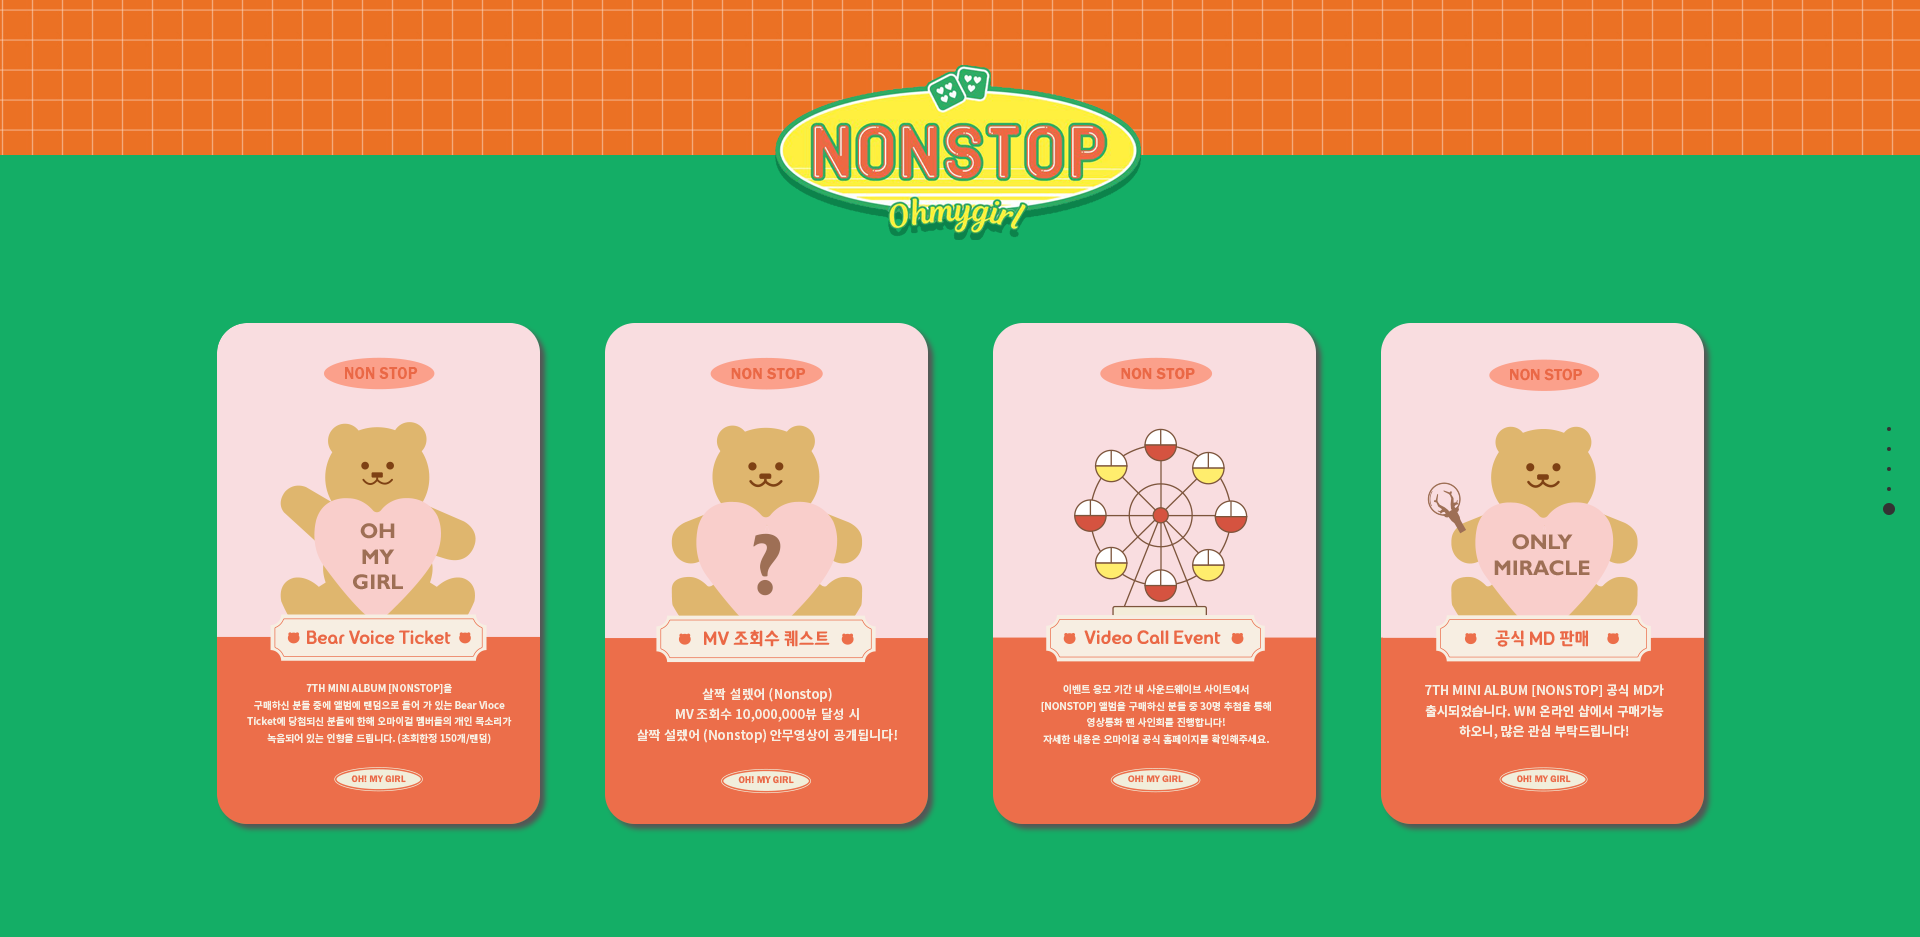 NONSTOP
Ohmygirl
NON STOP
OH
MY
GIRL
Bear Voice Ticket
7TH MINI ALBUM [NONSTOP]을
구매하신 분들 중에 앨범에 랜덤으로 들어 가 있는 Bear Vioce
Ticket에 당첨되신 분들에 한해 오마이걸 멤버들의 개인 목소리가
녹음되어 있는 인형을 드립니다. (초회한정 150개/랜덤)
OH! MY GIRL
NON STOP
?
MV 조회수 퀘스트
살짝 설렜어 (Nonstop)
MV 조회수 10,000,000뷰 달성 시
살짝 설렜어 (Nonstop) 안무영상이 공개됩니다!
OH! MY GIRL
NON STOP
Video Call Event
이벤트 응모 기간 내 사운드웨이브 사이트에서
[NONSTOP] 앨범을 구매하신 분들 중 30명 추첨을 통해
영상통화 팬 사인회를 진행합니다!
자세한 내용은 오마이걸 공식 홈페이지를 확인해주세요.
OH! MY GIRL
NON STOP
ONLY
MIRACLE
공식 MD 판매
7TH MINI ALBUM [NONSTOP] 공식 MD가
출시되었습니다. WM 온라인 샵에서 구매가능
하오니, 많은 관심 부탁드립니다!
OH! MY GIRL